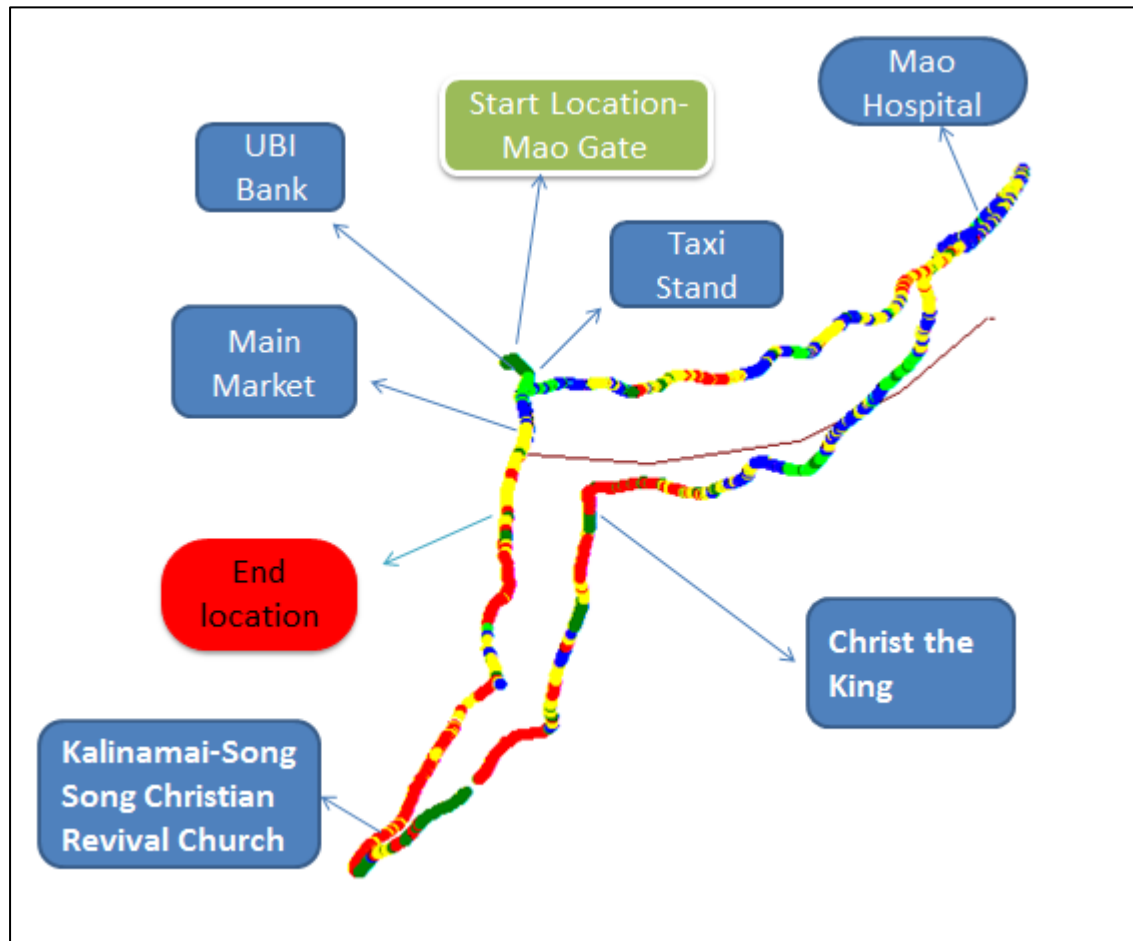 Mao
Hospital
Start Location-
Mao Gate
UBI
Bank
Taxi
Stand
Main
Market
End
location
Christ the
King
Kalinamai-Song
Song Christian
Revival Church